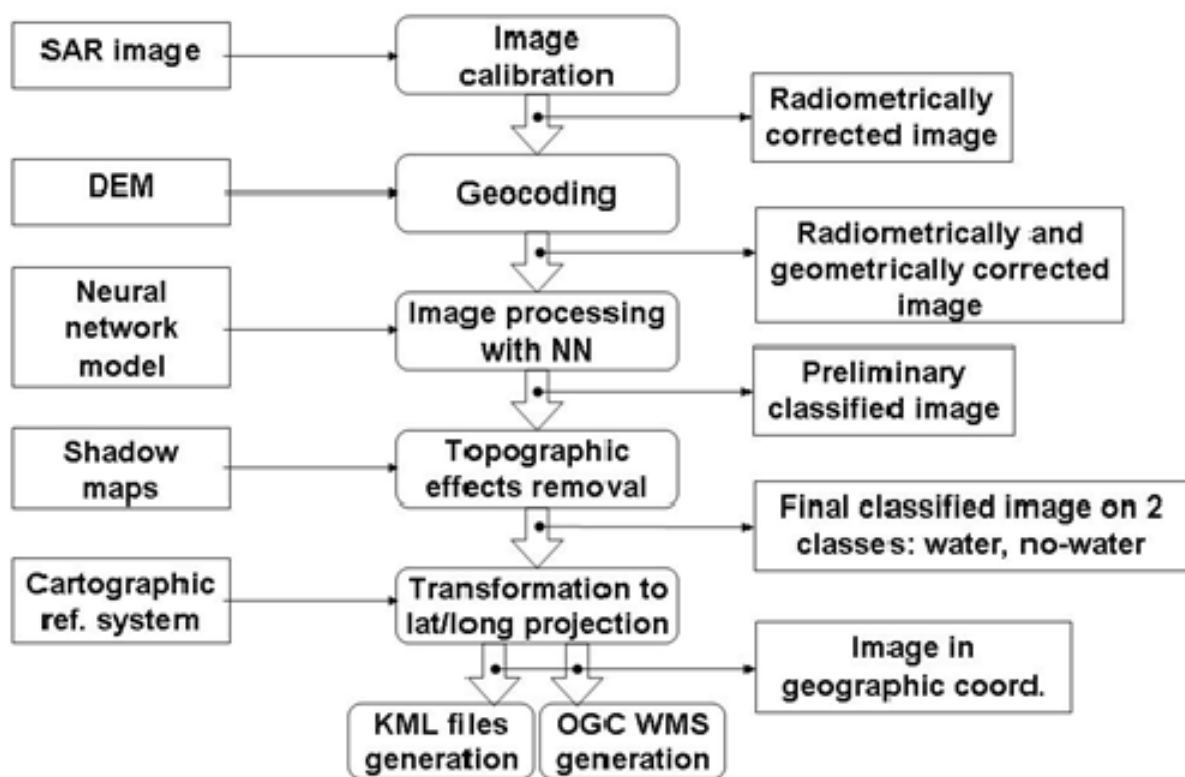 SAR image
Image
calibration
Radiometrically
corrected image
DEM
Geocoding
Radiometrically and
geometrically corrected
image
Neural
network
model
Image processing
with NN
Preliminary
classified image
Shadow
maps
Topographic
effects removal
Final classified image on 2
classes: water, no-water
Cartographic
ref. system
Transformation to
lat/long projection
Image in
geographic coord.
KML files
generation
OGC WMS
generation